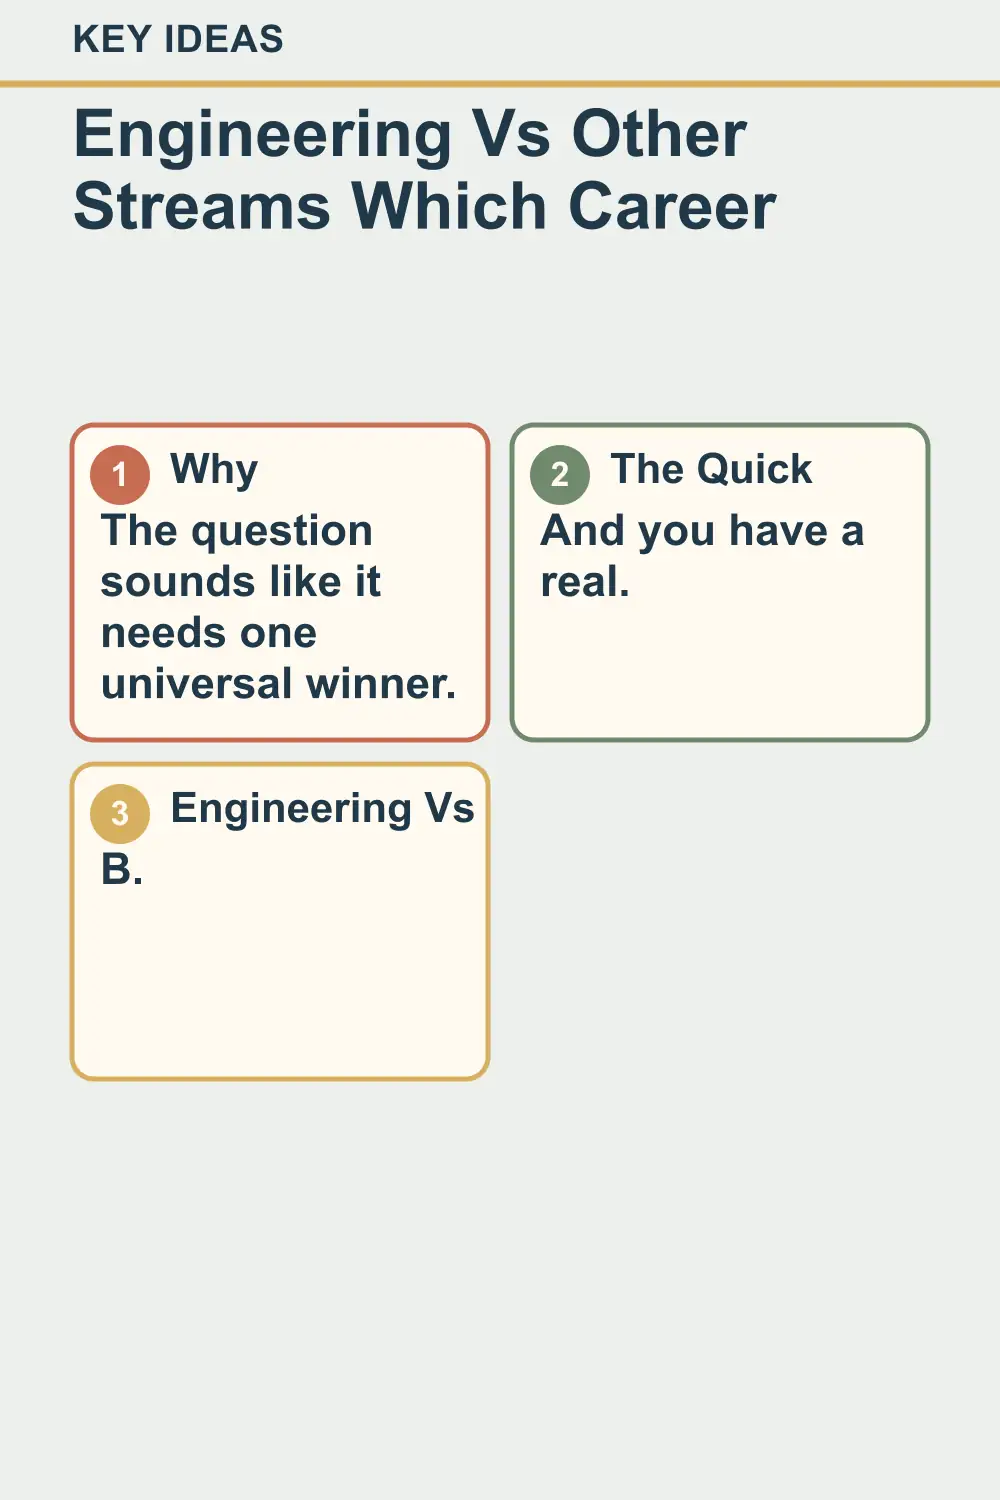 KEY IDEAS
Engineering Vs Other
Streams Which Career
1 Why
The question
sounds like it
needs one
universal winner.
2 The Quick
And you have a
real.
3 Engineering Vs
B.